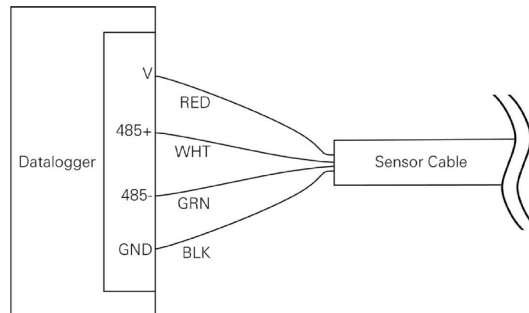 V
RED
485+
WHT
Datalogger
Sensor Cable
485-
GRN
GND
BLK